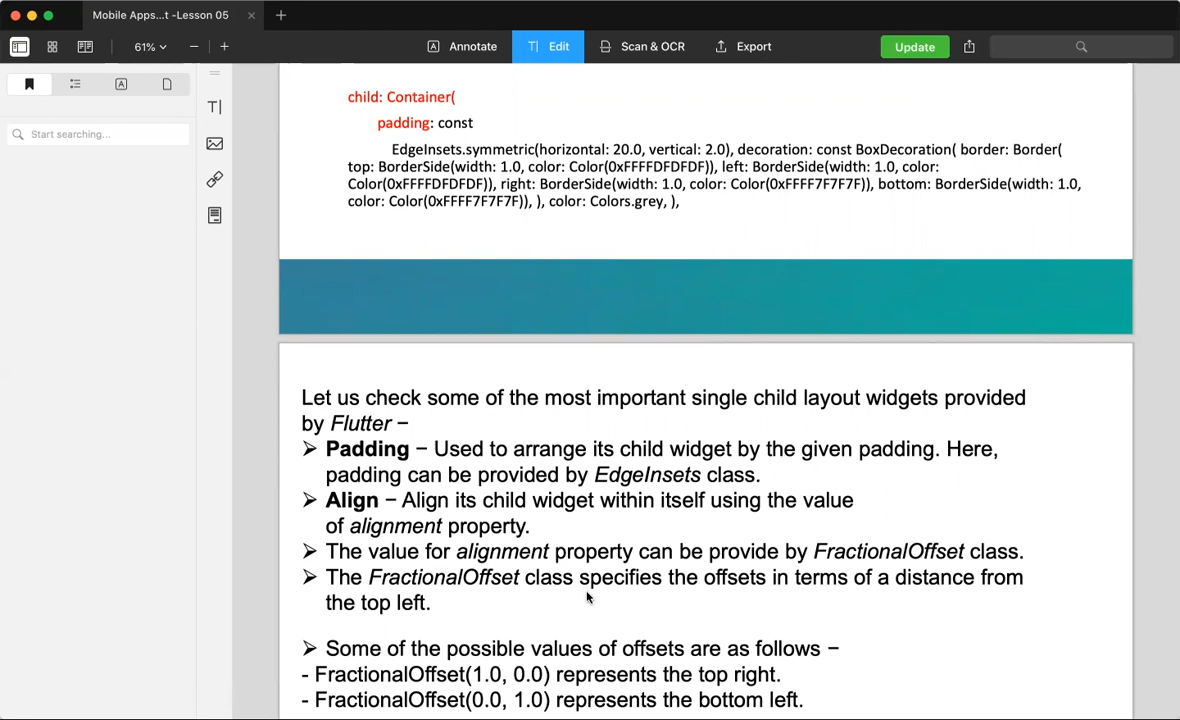 Mobile Apps...t -Lesson 05
61%
Annotate
Edit
Scan & OCR
Export
Update
Start searching...
child: Container(
padding: const
EdgeInsets.symmetric(horizontal: 20.0, vertical: 2.0), decoration: const BoxDecoration( border: Border(
top: BorderSide(width: 1.0, color: Color(0xFFFFDFDFDF)), left: BorderSide(width: 1.0, color:
Color(0xFFFFDFDFDF)), right: BorderSide(width: 1.0, color: Color(0xFFFF7F7F7F)), bottom: BorderSide(width: 1.0,
color: Color(0xFFFF7F7F7F)), ), color: Colors.grey, ),
Let us check some of the most important single child layout widgets provided
by Flutter −
➢ Padding − Used to arrange its child widget by the given padding. Here,
padding can be provided by EdgeInsets class.
➢ Align − Align its child widget within itself using the value
of alignment property.
➢ The value for alignment property can be provide by FractionalOffset class.
➢ The FractionalOffset class specifies the offsets in terms of a distance from
the top left.
➢ Some of the possible values of offsets are as follows −
- FractionalOffset(1.0, 0.0) represents the top right.
- FractionalOffset(0.0, 1.0) represents the bottom left.